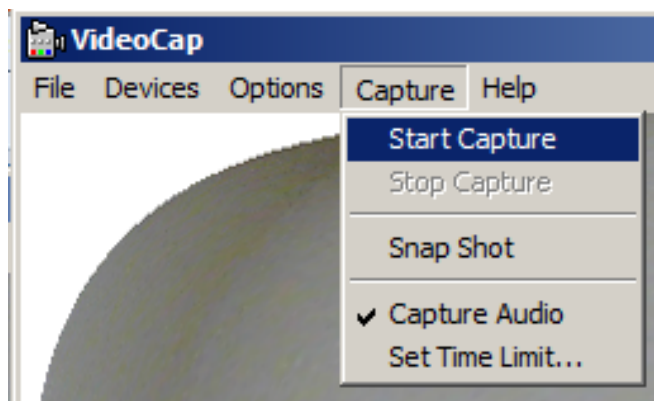 VideoCap
File Devices Options Capture Help
Start Capture
Stop Capture
Snap Shot
Capture Audio
Set Time Limit...